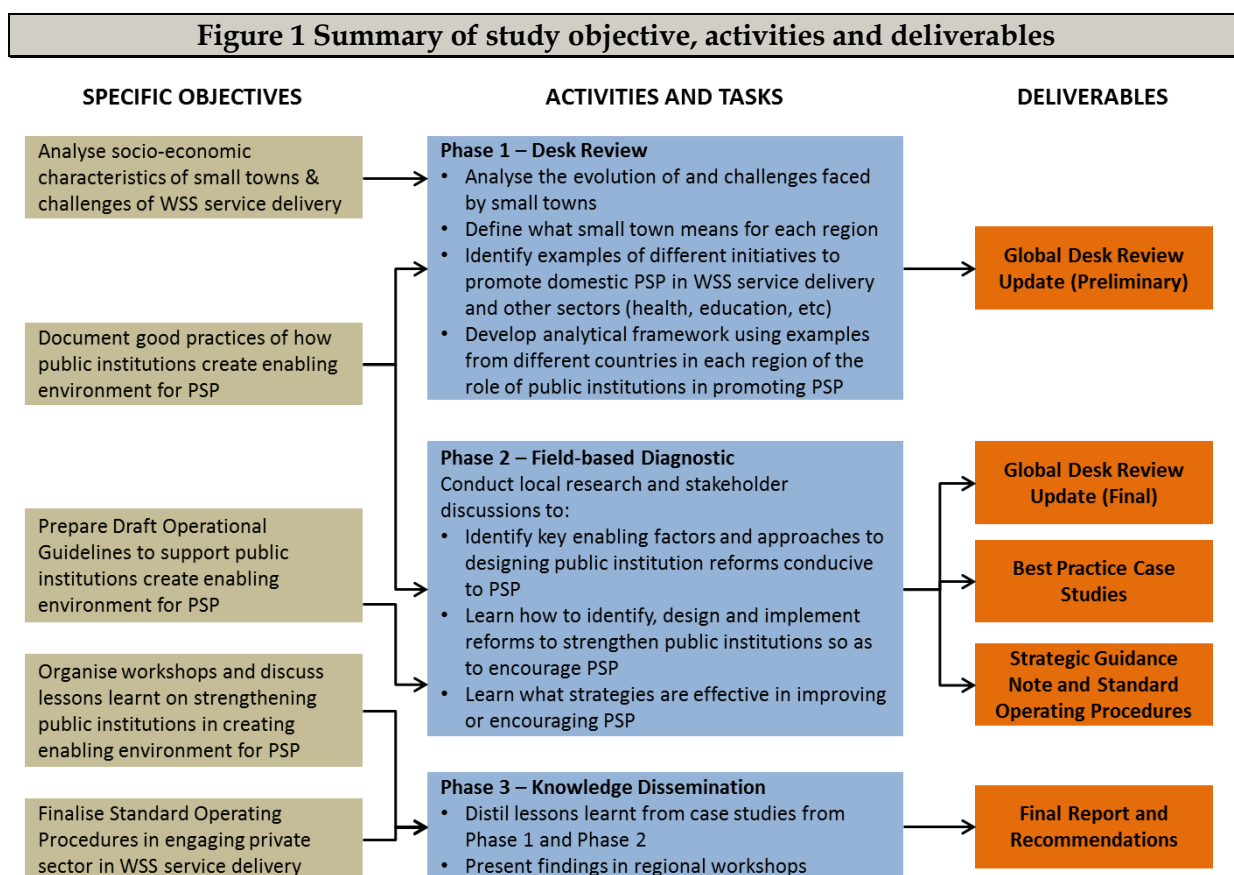 Figure 1 Summary of study objective, activities and deliverables
SPECIFIC OBJECTIVES
ACTIVITIES AND TASKS
DELIVERABLES
Analyse socio-economic
characteristics of small towns &
challenges of WSS service delivery
Document good practices of how
public institutions create enabling
environment for PSP
Prepare Draft Operational
Guidelines to support public
institutions create enabling
environment for PSP
Organise workshops and discuss
lessons learnt on strengthening
public institutions in creating
enabling environment for PSP
Finalise Standard Operating
Procedures in engaging private
sector in WSS service delivery
Phase 1 – Desk Review
• Analyse the evolution of and challenges faced
by small towns
• Define what small town means for each region
• Identify examples of different initiatives to
promote domestic PSP in WSS service delivery
and other sectors (health, education, etc)
• Develop analytical framework using examples
from different countries in each region of the
role of public institutions in promoting PSP
Phase 2 – Field-based Diagnostic
Conduct local research and stakeholder
discussions to:
• Identify key enabling factors and approaches to
designing public institution reforms conducive
to PSP
• Learn how to identify, design and implement
reforms to strengthen public institutions so as
to encourage PSP
• Learn what strategies are effective in improving
or encouraging PSP
Phase 3 – Knowledge Dissemination
• Distil lessons learnt from case studies from
Phase 1 and Phase 2
• Present findings in regional workshops
Global Desk Review
Update (Preliminary)
Global Desk Review
Update (Final)
Best Practice Case
Studies
Strategic Guidance
Note and Standard
Operating Procedures
Final Report and
Recommendations